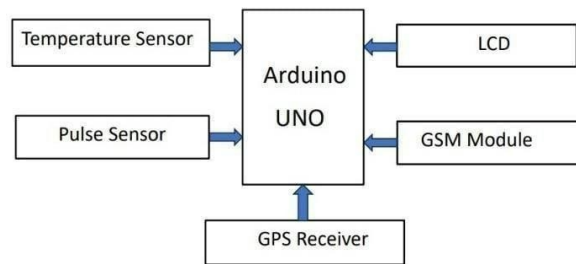 Temperature Sensor
LCD
Arduino
UNO
Pulse Sensor
GSM Module
GPS Receiver